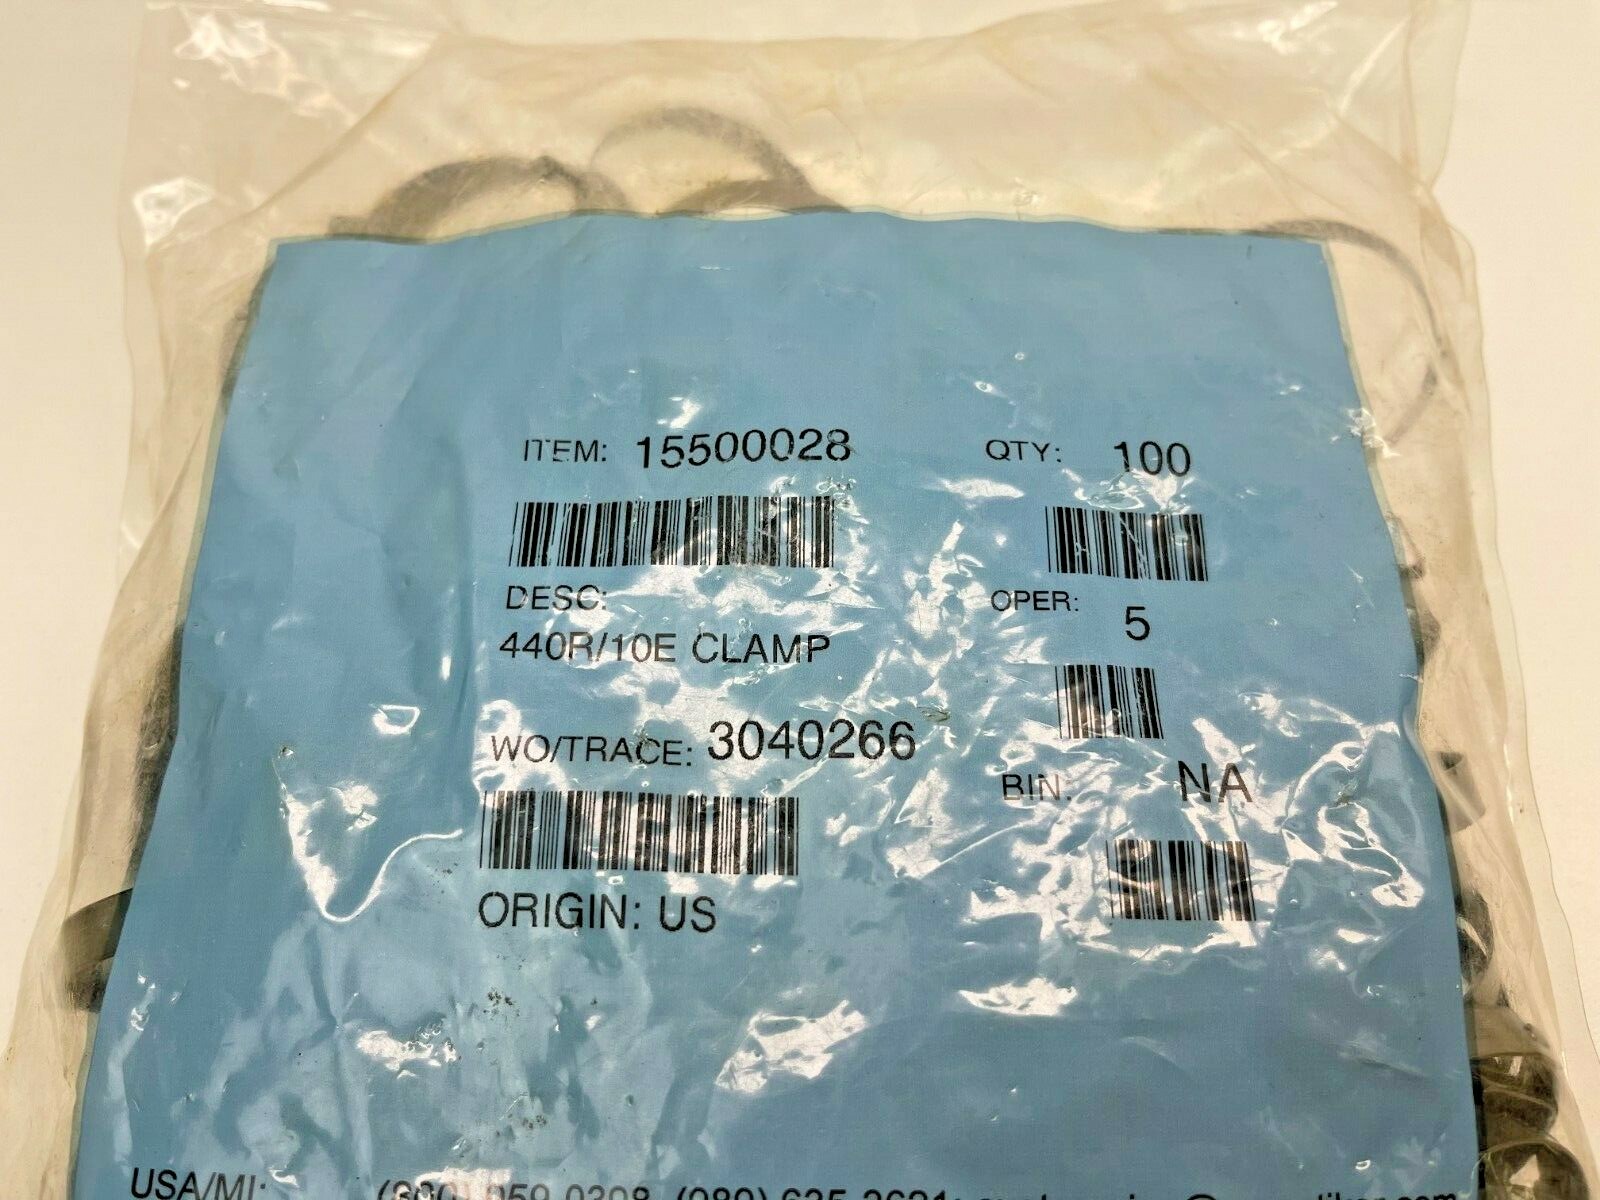 ITEM: 15500028 QTY: 100
DESC: OPER: 5
440R/10E CLAMP
WO/TRACE: 3040266
BIN: NA
ORIGIN: US
USA/MI: